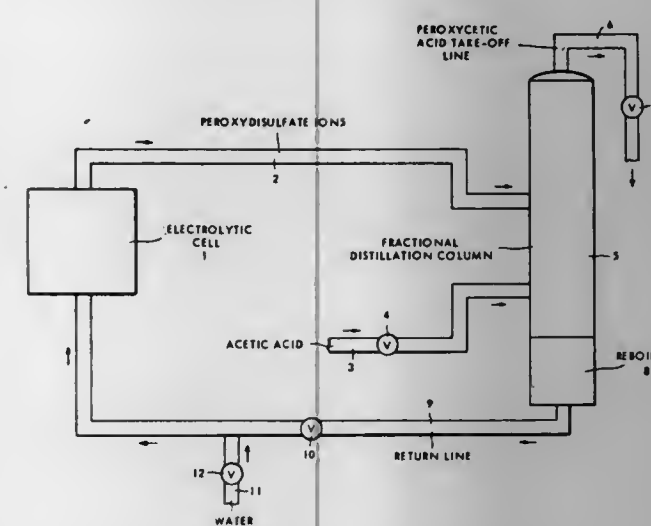 PEROXYCETIC
ACID TAKE-OFF
LINE
6
V
PEROXYDISULFATE IONS
2
ELECTROLYTIC
CELL
1
FRACTIONAL
DISTILLATION COLUMN
5
4
ACETIC ACID
V
3
REBOI
8
9
V
10
RETURN LINE
12
V
11
WATER